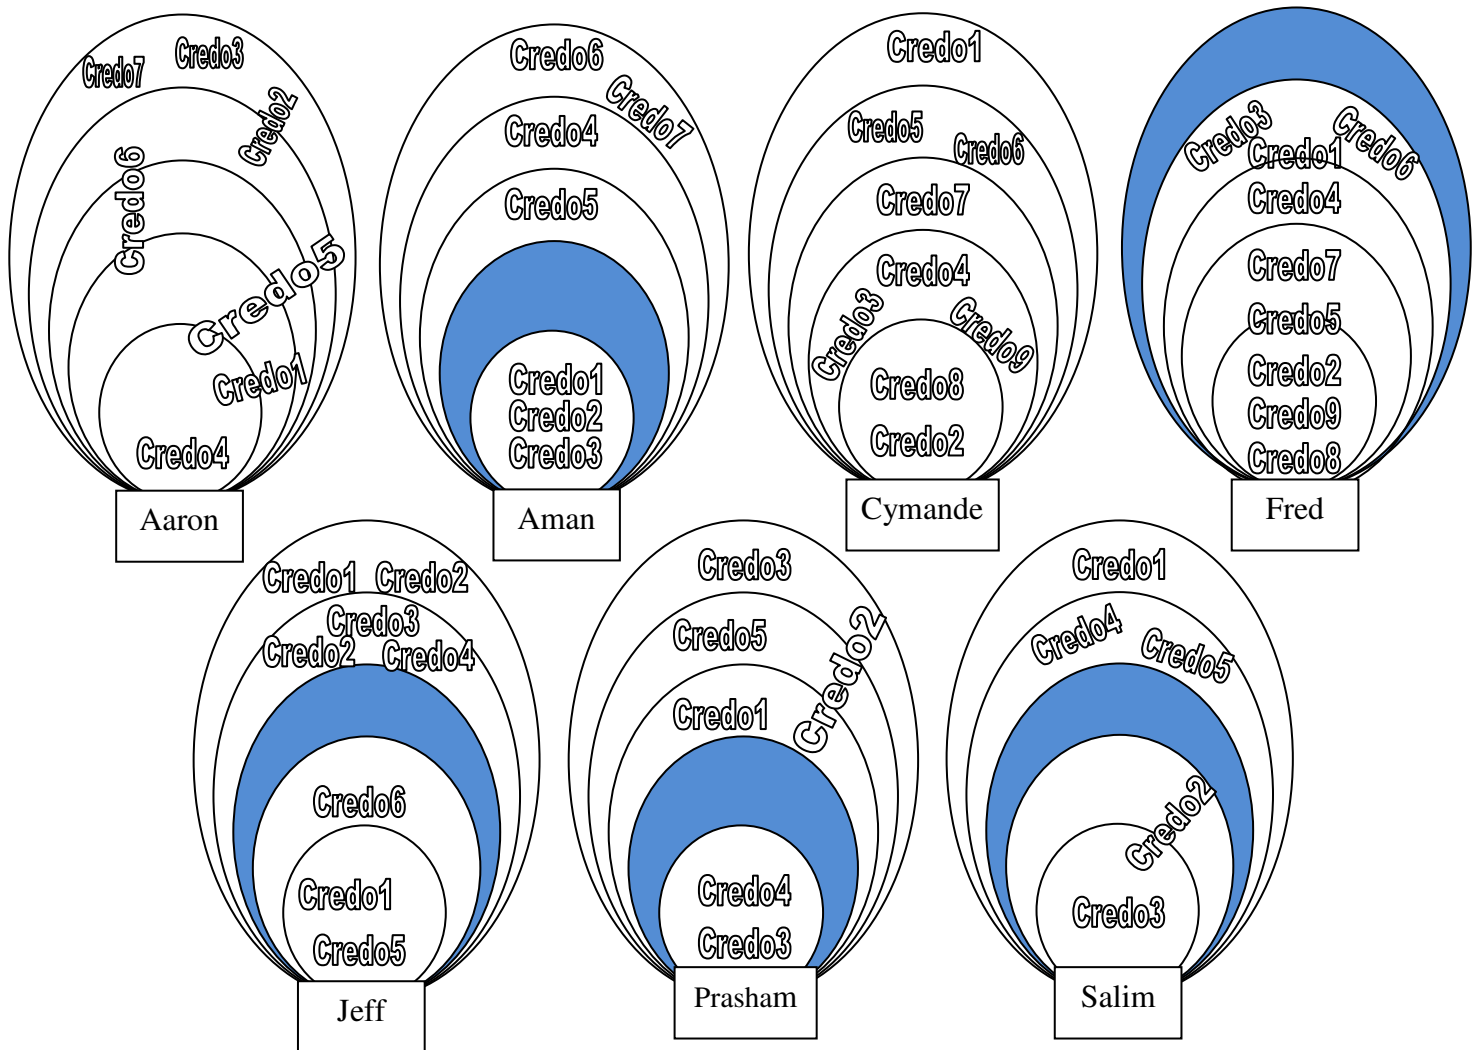 Credo7
Credo3
Credo2
Credo6
Credo5
Credo1
Credo4
Aaron
Credo6
Credo7
Credo4
Credo5
Credo1
Credo2
Credo3
Aman
Credo1
Credo5
Credo6
Credo7
Credo4
Credo3
Credo9
Credo8
Credo2
Cymande
Credo3
Credo6
Credo1
Credo4
Credo7
Credo5
Credo2
Credo9
Credo8
Fred
Credo1 Credo2
Credo3
Credo2 Credo4
Credo6
Credo1
Credo5
Jeff
Credo3
Credo2
Credo5
Credo1
Credo4
Credo3
Prasham
Credo1
Credo4
Credo5
Credo2
Credo3
Salim